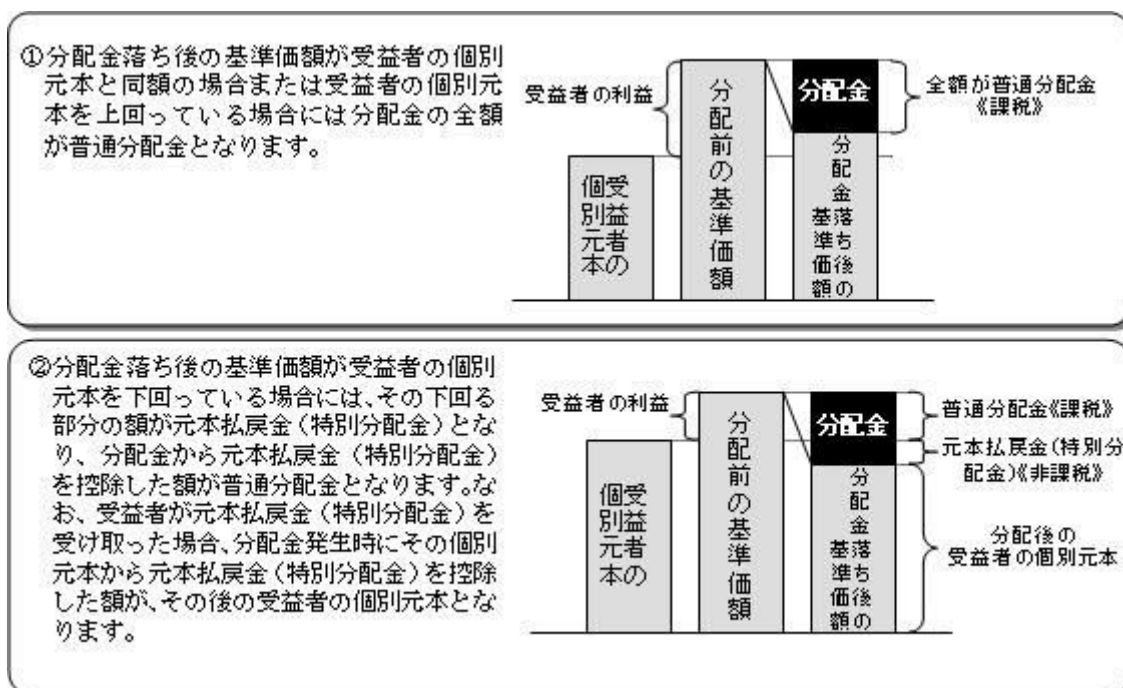 ①分配金落ち後の基準価額が受益者の個別
元本と同額の場合または受益者の個別元
本を上回っている場合には分配金の全額
が普通分配金となります。
受益者の利益
受益者の
個別元本
分配前の基準価額
分配金
分配金落ち後の
基準価額
全額が普通分配金
《課税》
②分配金落ち後の基準価額が受益者の個別
元本を下回っている場合には、その下回る
部分の額が元本払戻金（特別分配金）とな
り、分配金から元本払戻金（特別分配金）
を控除した額が普通分配金となります。な
お、受益者が元本払戻金（特別分配金）を
受け取った場合、分配金発生時にその個別
元本から元本払戻金（特別分配金）を控除
した額が、その後の受益者の個別元本とな
ります。
受益者の利益
受益者の
個別元本
分配前の基準価額
分配金
分配金落ち後の
基準価額
普通分配金《課税》
元本払戻金（特別分
配金）《非課税》
分配後の
受益者の個別元本